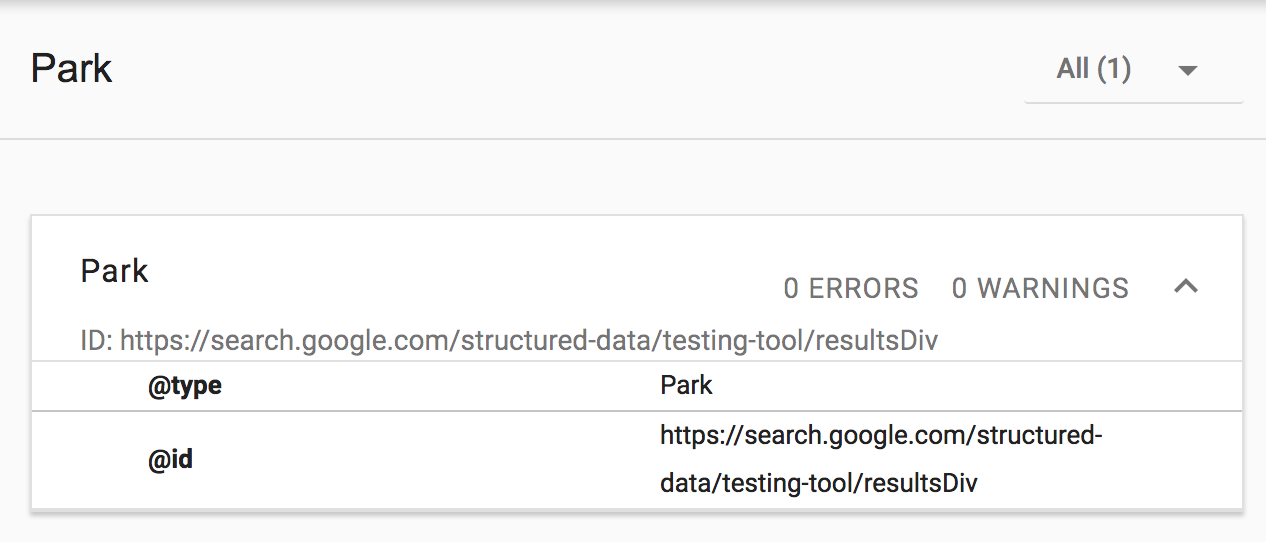 Park
All (1)
Park
0 ERRORS 0 WARNINGS
ID: https://search.google.com/structured-data/testing-tool/resultsDiv
@type Park
@id https://search.google.com/structured-
data/testing-tool/resultsDiv